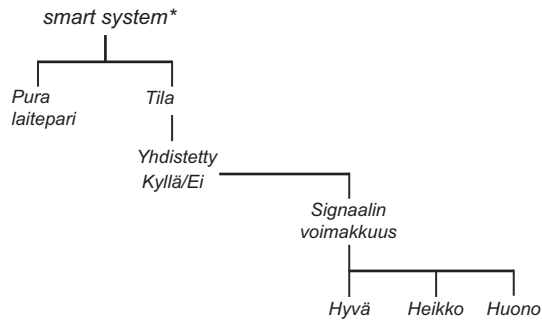 smart system*
Pura
laitepari
Tila
Yhdistetty
Kyllä/Ei
Signaalin
voimakkuus
Hyvä
Heikko
Huono